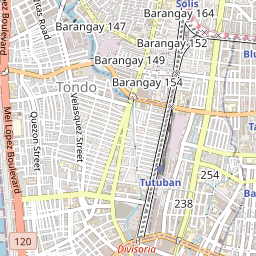 Solis
Barangay 164
Barangay 147
Barangay 152
Barangay 149
Barangay 154
Tondo
Mel Lopez Boulevard
Quezon Street
Velasquez Street
Tutuban
254
238
120
Divisoria